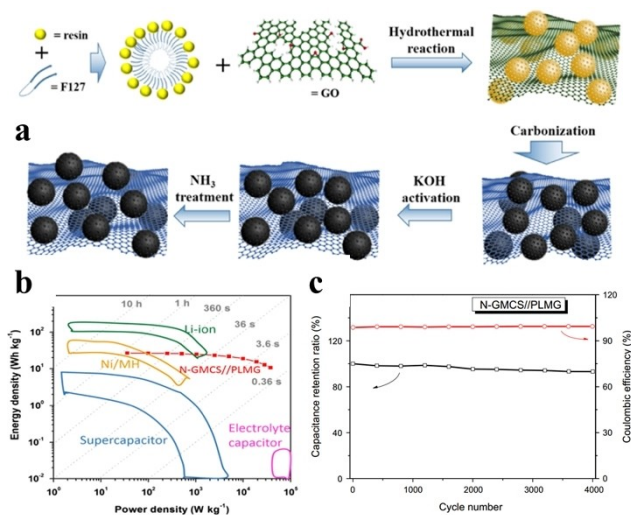 = resin
+
= F127
+
= GO
Hydrothermal
reaction
a
Carbonization
KOH
activation
NH3
treatment
b
10 h
1 h
360 s
36 s
3.6 s
0.36 s
Li-ion
Ni/MH
N-GMCS//PLMG
Supercapacitor
Electrolyte
capacitor
Energy density (Wh kg-1)
10^3
10^2
10^1
10^0
10^-1
10^-2
10^0
10^1
10^2
10^3
10^4
10^5
Power density (W kg-1)
c
N-GMCS//PLMG
Capacitance retention ratio (%)
120
80
40
0
Coulombic efficiency (%)
120
100
80
60
40
20
0
0
1000
2000
3000
4000
Cycle number